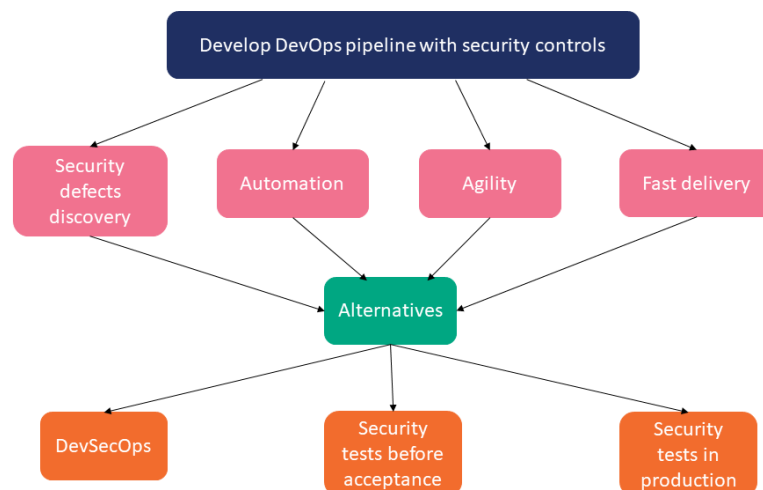 Develop DevOps pipeline with security controls
Security
defects
discovery
Automation
Agility
Fast delivery
Alternatives
DevSecOps
Security
tests before
acceptance
Security
tests in
production